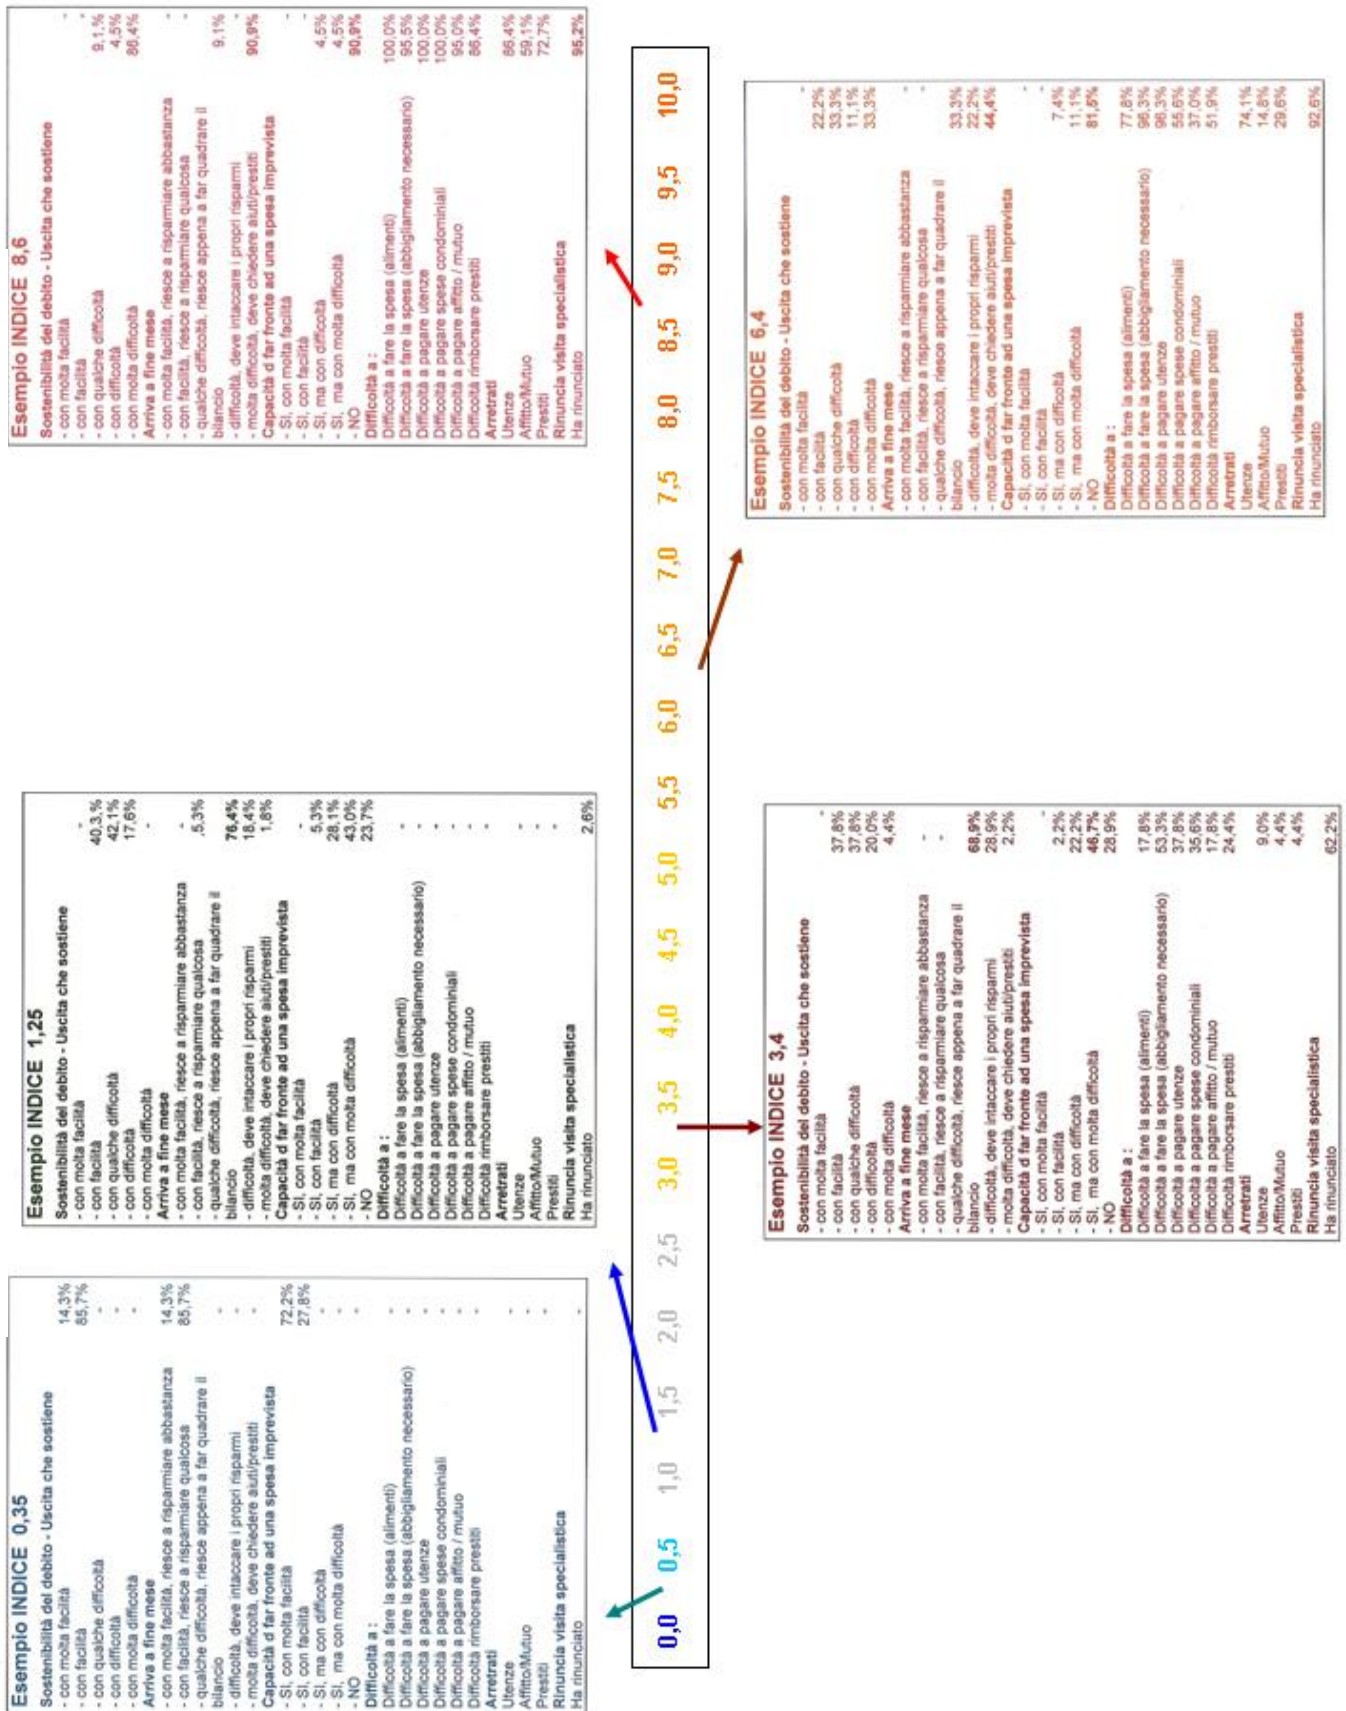 Esempio INDICE 0,35
Sostenibilità del debito - Uscita che sostiene
- con molta facilità 14,3%
- con facilità 85,7%
- con qualche difficoltà -
- con difficoltà -
- con molta difficoltà -
Arriva a fine mese
- con molta facilità, riesce a risparmiare abbastanza 14,3%
- con facilità, riesce a risparmiare qualcosa 85,7%
- qualche difficoltà, riesce appena a far quadrare il
bilancio -
- difficoltà, deve intaccare i propri risparmi -
- molta difficoltà, deve chiedere aiuti/prestiti -
Capacità d far fronte ad una spesa imprevista
- Sì, con molta facilità 72,2%
- Sì, con facilità 27,8%
- Sì, ma con difficoltà -
- Sì, ma con molta difficoltà -
- NO -
Difficoltà a :
Difficoltà a fare la spesa (alimenti) -
Difficoltà a fare la spesa (abbigliamento necessario) -
Difficoltà a pagare utenze -
Difficoltà a pagare spese condominiali -
Difficoltà a pagare affitto / mutuo -
Difficoltà rimborsare prestiti -
Arretrati
Utenze -
Affitto/Mutuo -
Prestiti -
Rinuncia visita specialistica
Ha rinunciato -
Esempio INDICE 1,25
Sostenibilità del debito - Uscita che sostiene
- con molta facilità -
- con facilità 40,3,%
- con qualche difficoltà 42,1%
- con difficoltà 17,6%
- con molta difficoltà -
Arriva a fine mese
- con molta facilità, riesce a risparmiare abbastanza -
- con facilità, riesce a risparmiare qualcosa .5,3%
- qualche difficoltà, riesce appena a far quadrare il
bilancio 76,4%
- difficoltà, deve intaccare i propri risparmi 18,4%
- molta difficoltà, deve chiedere aiuti/prestiti 1,8%
Capacità d far fronte ad una spesa imprevista
- Sì, con molta facilità -
- Sì, con facilità 5,3%
- Sì, ma con difficoltà 28,1%
- Sì, ma con molta difficoltà 43,0%
- NO 23,7%
Difficoltà a :
Difficoltà a fare la spesa (alimenti) -
Difficoltà a fare la spesa (abbigliamento necessario) -
Difficoltà a pagare utenze -
Difficoltà a pagare spese condominiali -
Difficoltà a pagare affitto / mutuo -
Difficoltà rimborsare prestiti -
Arretrati
Utenze -
Affitto/Mutuo -
Prestiti -
Rinuncia visita specialistica
Ha rinunciato 2,6%
Esempio INDICE 8,6
Sostenibilità del debito - Uscita che sostiene
- con molta facilità -
- con facilità -
- con qualche difficoltà 9,1,%
- con difficoltà 4,5%
- con molta difficoltà 86,4%
Arriva a fine mese
- con molta facilità, riesce a risparmiare abbastanza -
- con facilità, riesce a risparmiare qualcosa -
- qualche difficoltà, riesce appena a far quadrare il
bilancio 9,1%
- difficoltà, deve intaccare i propri risparmi -
- molta difficoltà, deve chiedere aiuti/prestiti 90,9%
Capacità d far fronte ad una spesa imprevista
- Sì, con molta facilità -
- Sì, con facilità -
- Sì, ma con difficoltà 4,5%
- Sì, ma con molta difficoltà 4,5%
- NO 90,9%
Difficoltà a :
Difficoltà a fare la spesa (alimenti) 100,0%
Difficoltà a fare la spesa (abbigliamento necessario) 95,5%
Difficoltà a pagare utenze 100,0%
Difficoltà a pagare spese condominiali 100,0%
Difficoltà a pagare affitto / mutuo 95,0%
Difficoltà rimborsare prestiti 86,4%
Arretrati
Utenze 86,4%
Affitto/Mutuo 59,1%
Prestiti 72,7%
Rinuncia visita specialistica
Ha rinunciato 95,2%
0,0 0,5 1,0 1,5 2,0 2,5 3,0 3,5 4,0 4,5 5,0 5,5 6,0 6,5 7,0 7,5 8,0 8,5 9,0 9,5 10,0
Esempio INDICE 3,4
Sostenibilità del debito - Uscita che sostiene
- con molta facilità -
- con facilità 37,8%
- con qualche difficoltà 37,8%
- con difficoltà 20,0%
- con molta difficoltà 4,4%
Arriva a fine mese
- con molta facilità, riesce a risparmiare abbastanza -
- con facilità, riesce a risparmiare qualcosa -
- qualche difficoltà, riesce appena a far quadrare il
bilancio 68,9%
- difficoltà, deve intaccare i propri risparmi 28,9%
- molta difficoltà, deve chiedere aiuti/prestiti 2,2%
Capacità d far fronte ad una spesa imprevista
- Sì, con molta facilità -
- Sì, con facilità 2,2%
- Sì, ma con difficoltà 22,2%
- Sì, ma con molta difficoltà 46,7%
- NO 28,9%
Difficoltà a :
Difficoltà a fare la spesa (alimenti) 17,8%
Difficoltà a fare la spesa (abbigliamento necessario) 53,3%
Difficoltà a pagare utenze 37,8%
Difficoltà a pagare spese condominiali 35,6%
Difficoltà a pagare affitto / mutuo 17,8%
Difficoltà rimborsare prestiti 24,4%
Arretrati
Utenze 9,0%
Affitto/Mutuo 4,4%
Prestiti 4,4%
Rinuncia visita specialistica
Ha rinunciato 62,2%
Esempio INDICE 6,4
Sostenibilità del debito - Uscita che sostiene
- con molta facilità -
- con facilità 22,2%
- con qualche difficoltà 33,3%
- con difficoltà 11,1%
- con molta difficoltà 33,3%
Arriva a fine mese
- con molta facilità, riesce a risparmiare abbastanza -
- con facilità, riesce a risparmiare qualcosa -
- qualche difficoltà, riesce appena a far quadrare il
bilancio 33,3%
- difficoltà, deve intaccare i propri risparmi 22,2%
- molta difficoltà, deve chiedere aiuti/prestiti 44,4%
Capacità d far fronte ad una spesa imprevista
- Sì, con molta facilità -
- Sì, con facilità -
- Sì, ma con difficoltà 7,4%
- Sì, ma con molta difficoltà 11,1%
- NO 81,5%
Difficoltà a :
Difficoltà a fare la spesa (alimenti) 77,8%
Difficoltà a fare la spesa (abbigliamento necessario) 96,3%
Difficoltà a pagare utenze 96,3%
Difficoltà a pagare spese condominiali 55,6%
Difficoltà a pagare affitto / mutuo 37,0%
Difficoltà rimborsare prestiti 51,9%
Arretrati
Utenze 74,1%
Affitto/Mutuo 14,8%
Prestiti 29,6%
Rinuncia visita specialistica
Ha rinunciato 92,6%